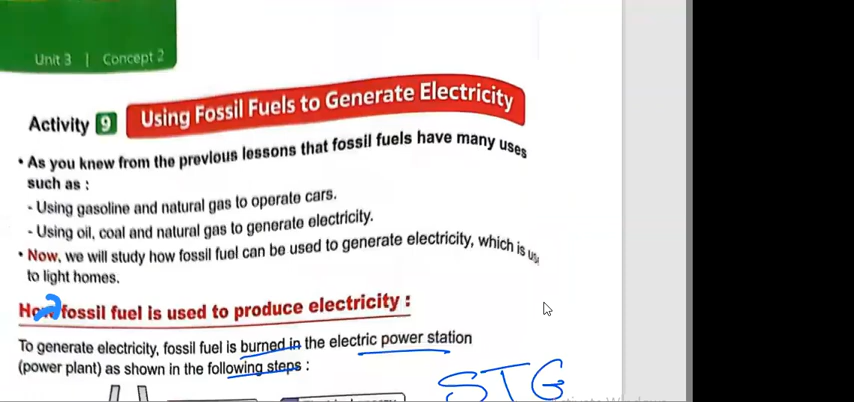 Unit 3 | Concept 2
Activity 9 Using Fossil Fuels to Generate Electricity
• As you knew from the previous lessons that fossil fuels have many uses
such as :
- Using gasoline and natural gas to operate cars.
- Using oil, coal and natural gas to generate electricity.
• Now, we will study how fossil fuel can be used to generate electricity, which is
to light homes.
How fossil fuel is used to produce electricity :
To generate electricity, fossil fuel is burned in the electric power station
(power plant) as shown in the following steps :
STG